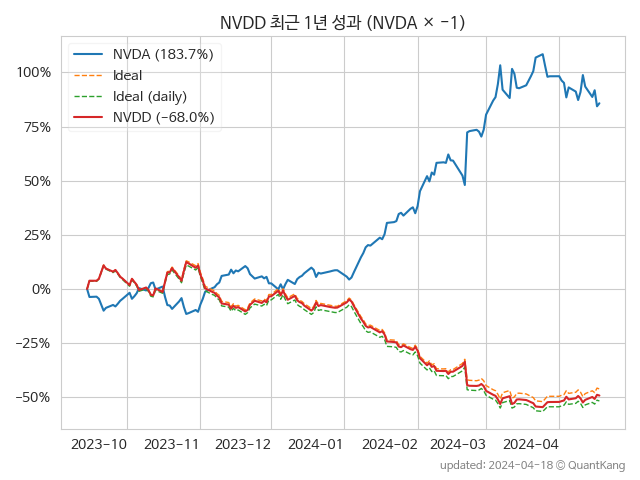 NVDD 최근 1년 성과 (NVDA × −1)
NVDA (183.7%)
Ideal
Ideal (daily)
NVDD (−68.0%)
100%
75%
50%
25%
0%
−25%
−50%
2023-10 2023-11 2023-12 2024-01 2024-02 2024-03 2024-04
updated: 2024-04-18 © QuantKang